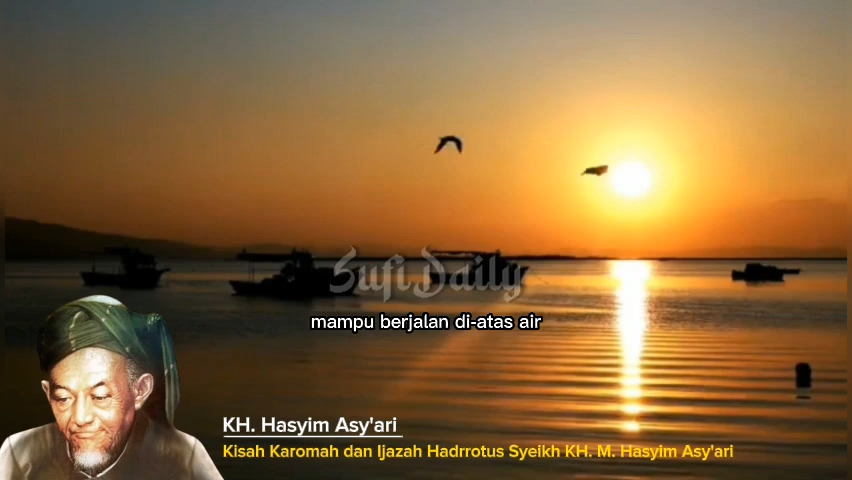 Sufi Daily
mampu berjalan di-atas air
KH. Hasyim Asy'ari
Kisah Karomah dan Ijazah Hadrrotus Syeikh KH. M. Hasyim Asy'ari